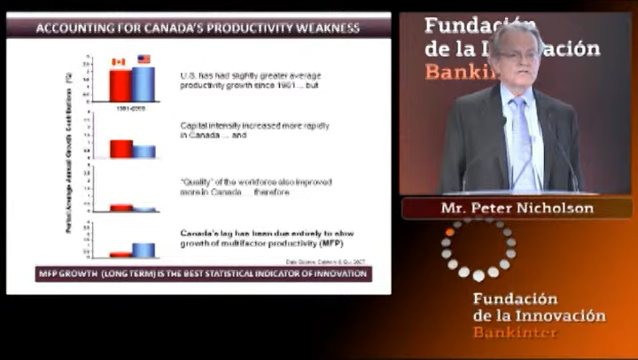 ACCOUNTING FOR CANADA'S PRODUCTIVITY WEAKNESS
U.S. has had slightly greater average
productivity growth since 1961 ... but
1961-2006
Capital intensity increased more rapidly
in Canada ... and
"Quality" of the workforce also improved
more in Canada ... therefore
Canada's lag has been due entirely to slow
growth of multifactor productivity (MFP)
MFP GROWTH (LONG TERM) IS THE BEST STATISTICAL INDICATOR OF INNOVATION
Fundación
de la Innovación
Bankinter
Mr. Peter Nicholson
Fundación
de la Innovación
Bankinter